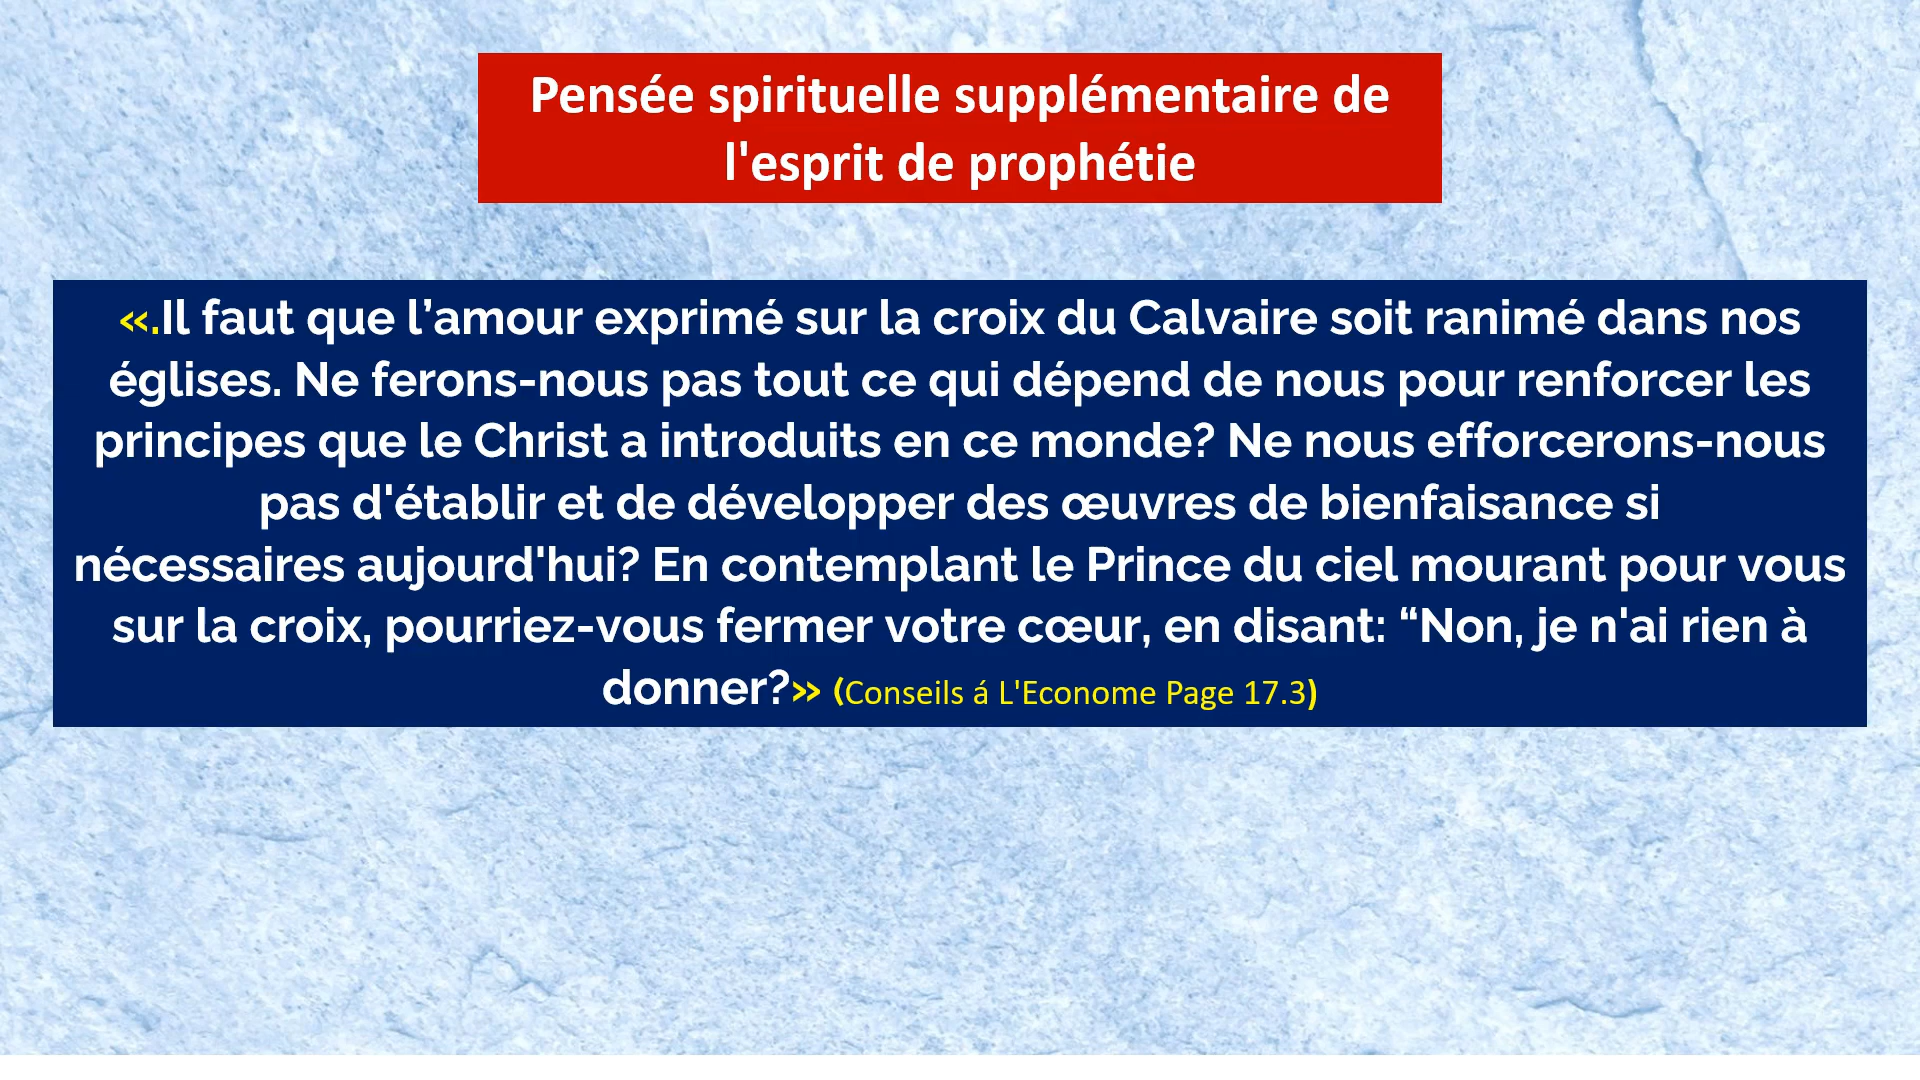 Pensée spirituelle supplémentaire de
l'esprit de prophétie
«.Il faut que l’amour exprimé sur la croix du Calvaire soit ranimé dans nos
églises. Ne ferons-nous pas tout ce qui dépend de nous pour renforcer les
principes que le Christ a introduits en ce monde? Ne nous efforcerons-nous
pas d'établir et de développer des œuvres de bienfaisance si
nécessaires aujourd'hui? En contemplant le Prince du ciel mourant pour vous
sur la croix, pourriez-vous fermer votre cœur, en disant: “Non, je n'ai rien à
donner?» (Conseils á L'Econome Page 17.3)